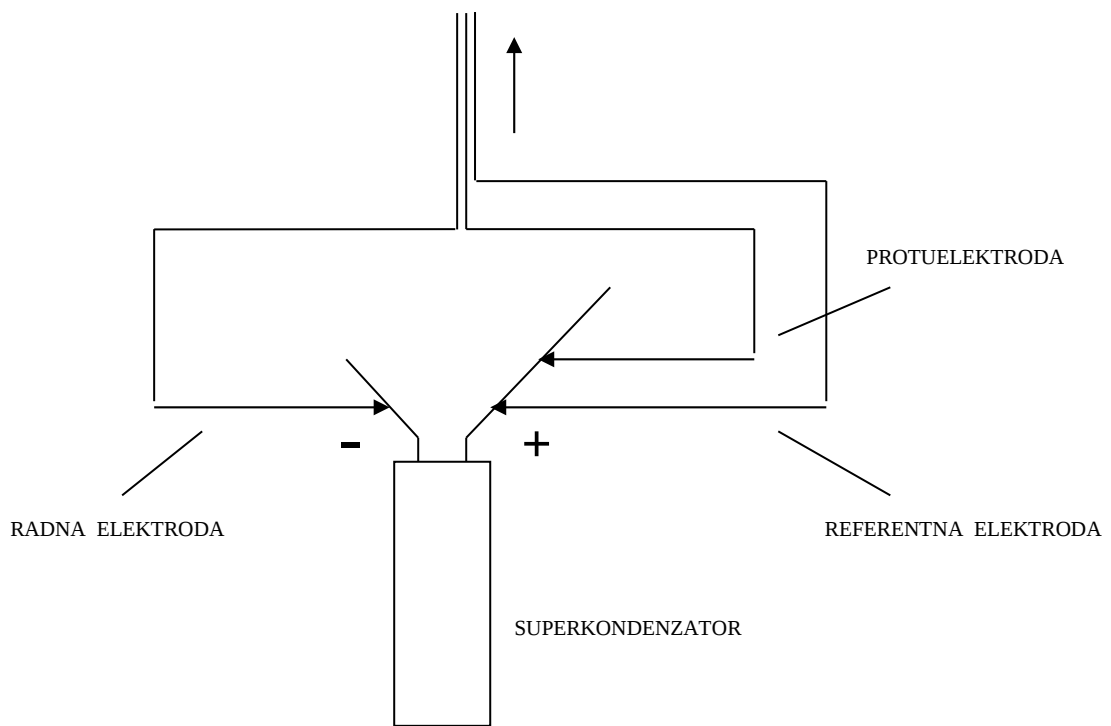 PROTUELEKTRODA
- +
RADNA ELEKTRODA
REFERENTNA ELEKTRODA
SUPERKONDENZATOR